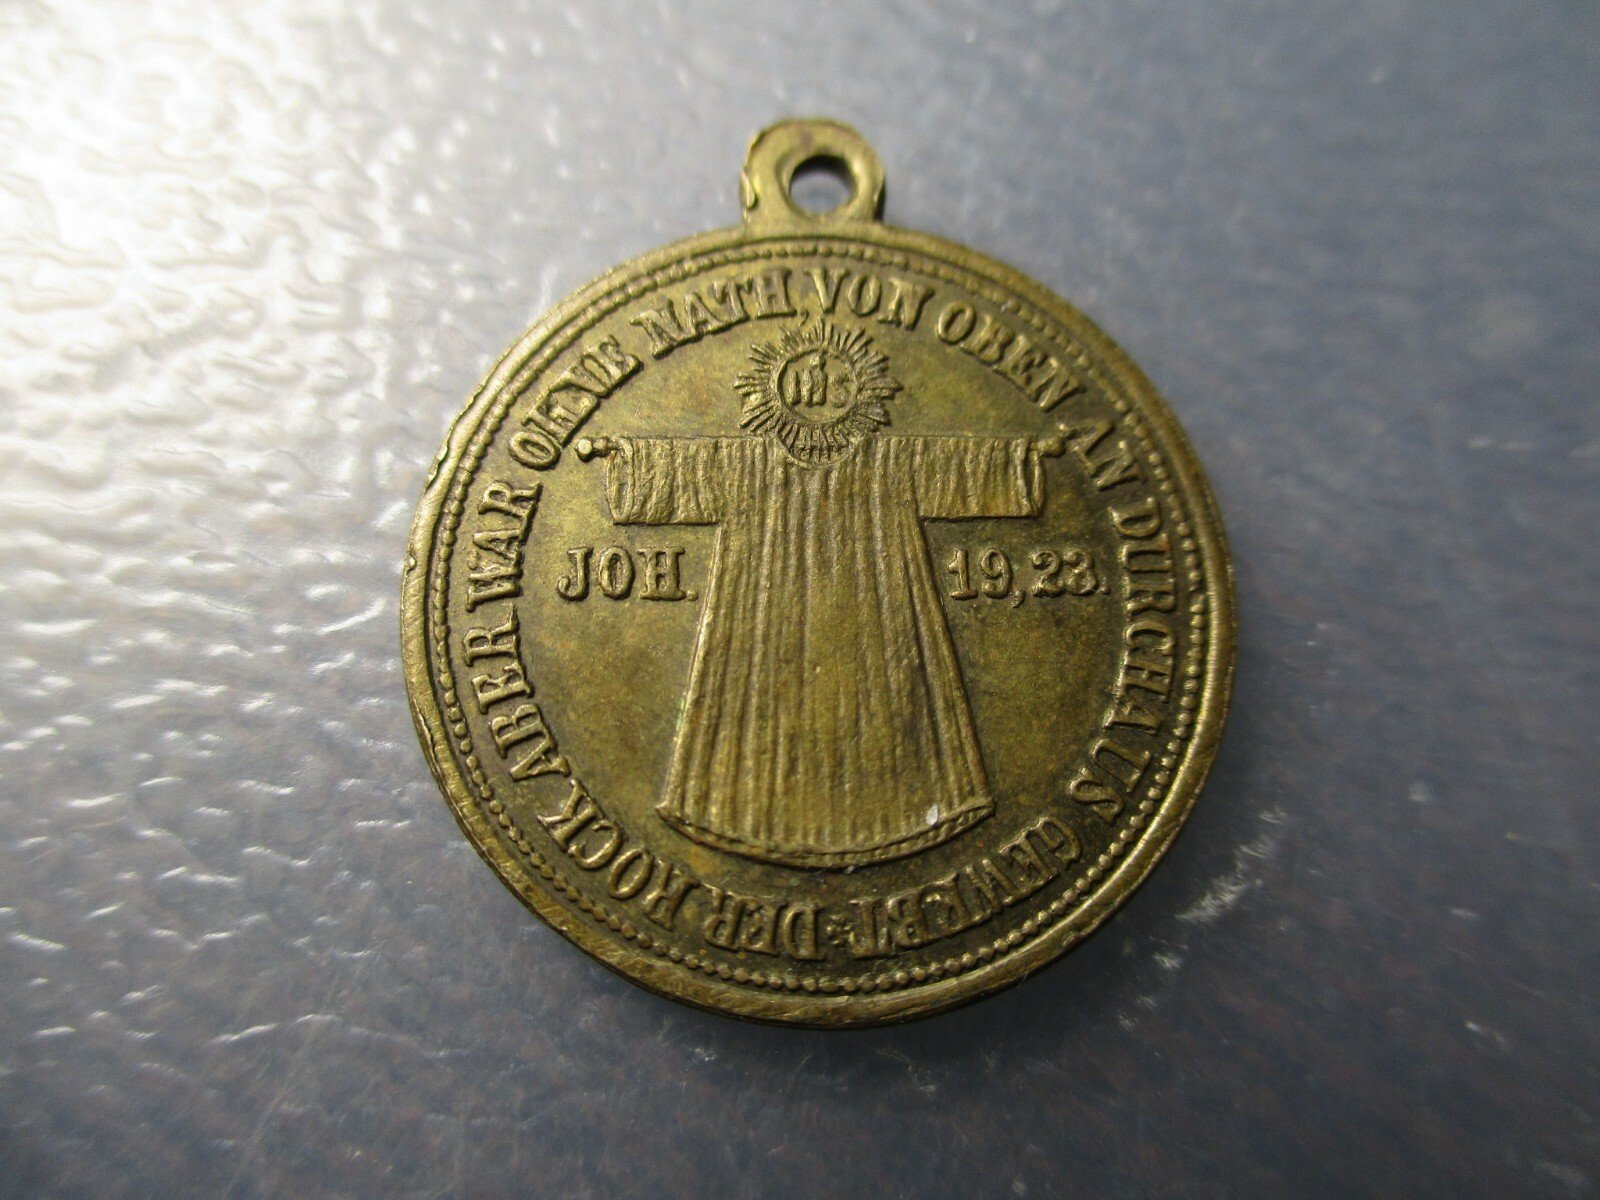 DER ROCK ABER WAR OHNE NATH, VON OBEN AN DURCHAUS GEWEBT *
IHS
JOH. 19,23.